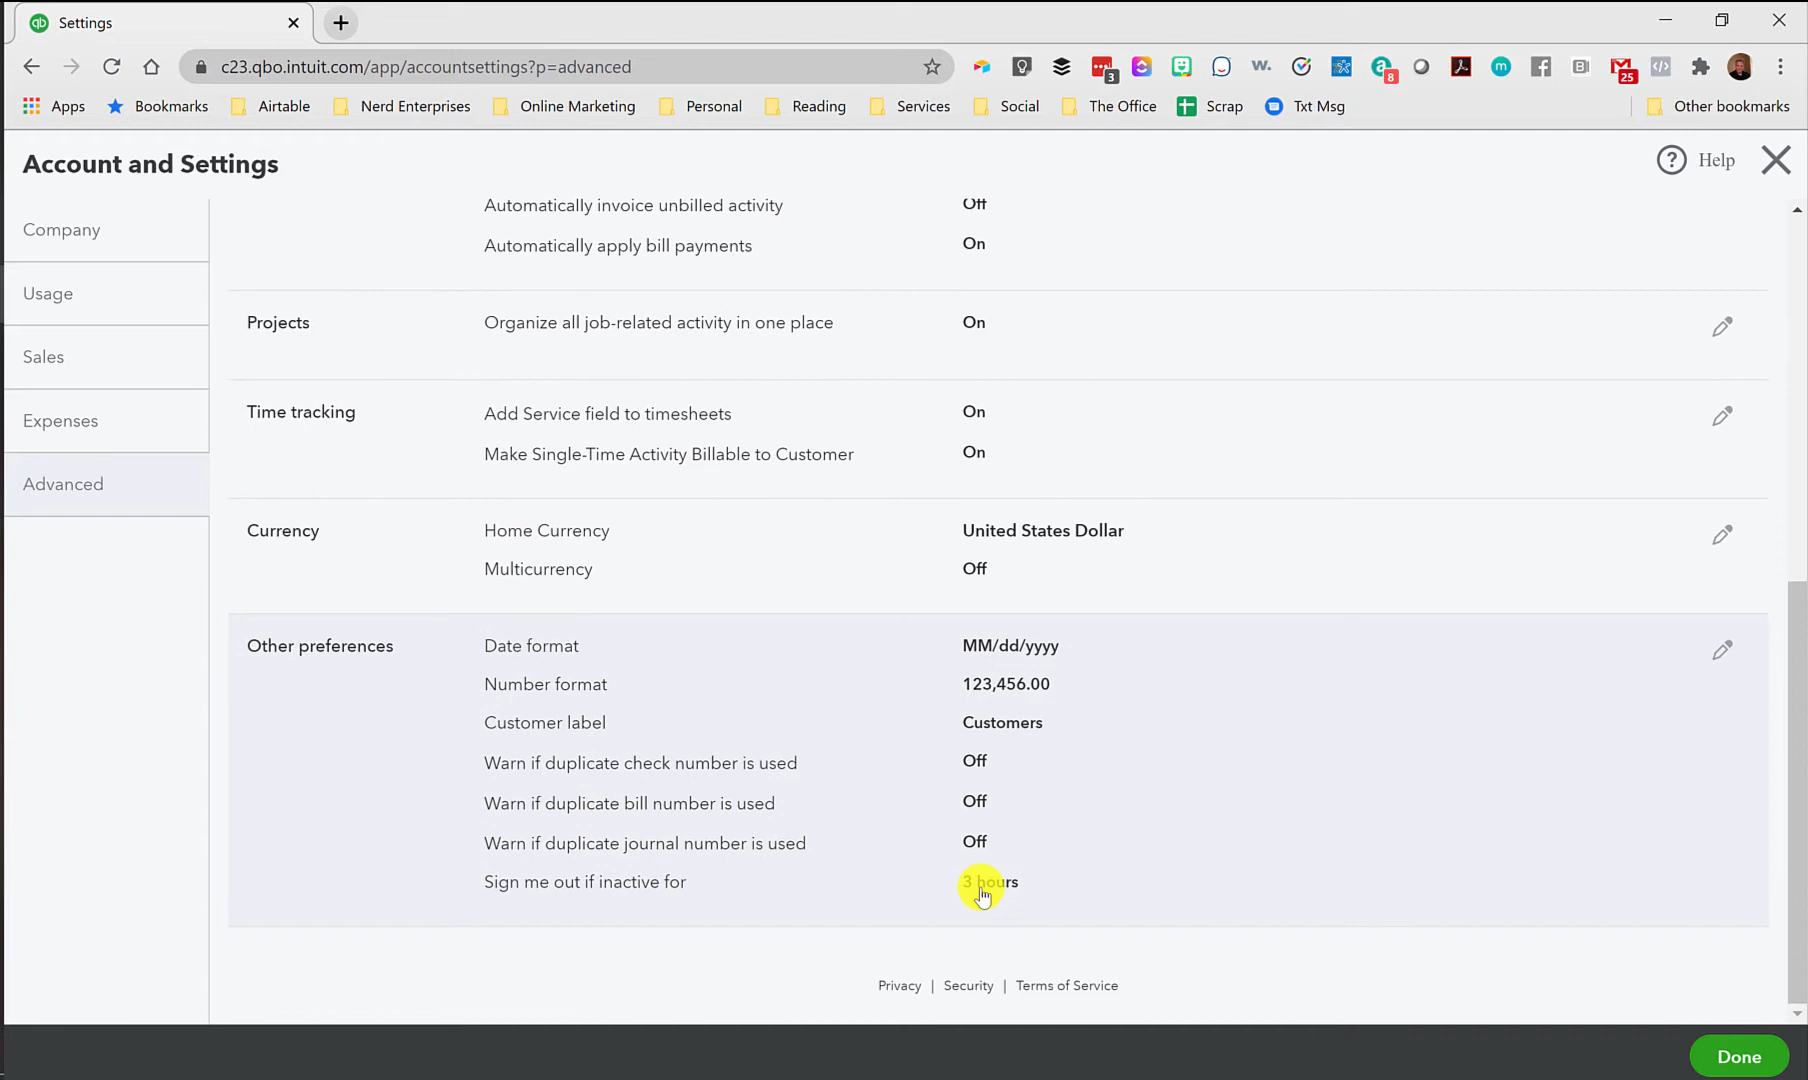 Settings
c23.qbo.intuit.com/app/accountsettings?p=advanced
3
w.
a
8
m
B!
25
Apps Bookmarks Airtable Nerd Enterprises Online Marketing Personal Reading Services Social The Office Scrap Txt Msg Other bookmarks
Account and Settings
? Help
Company
Usage
Sales
Expenses
Advanced
Automatically invoice unbilled activity Off
Automatically apply bill payments On
Projects Organize all job-related activity in one place On
Time tracking Add Service field to timesheets On
Make Single-Time Activity Billable to Customer On
Currency Home Currency United States Dollar
Multicurrency Off
Other preferences Date format MM/dd/yyyy
Number format 123,456.00
Customer label Customers
Warn if duplicate check number is used Off
Warn if duplicate bill number is used Off
Warn if duplicate journal number is used Off
Sign me out if inactive for 3 hours
Privacy | Security | Terms of Service
Done